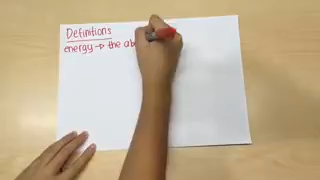 Definitions
energy → the ab